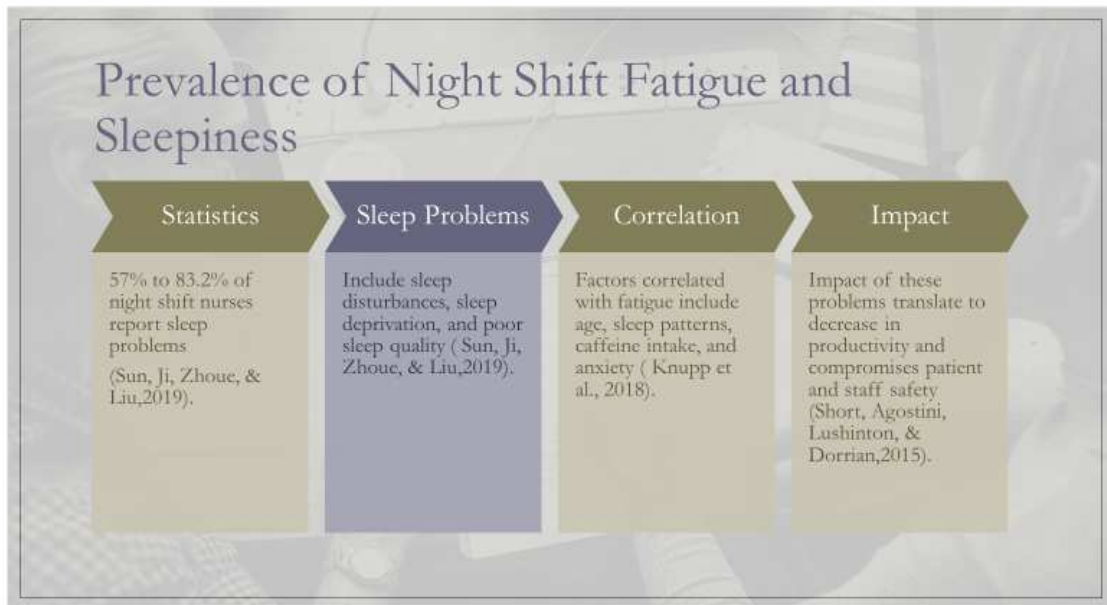 Prevalence of Night Shift Fatigue and
Sleepiness
Statistics
57% to 83.2% of
night shift nurses
report sleep
problems
(Sun, Ji, Zhoue, &
Liu,2019).
Sleep Problems
Include sleep
disturbances, sleep
deprivation, and poor
sleep quality ( Sun, Ji,
Zhoue, & Liu,2019).
Correlation
Factors correlated
with fatigue include
age, sleep patterns,
caffeine intake, and
anxiety ( Knupp et
al., 2018).
Impact
Impact of these
problems translate to
decrease in
productivity and
compromises patient
and staff safety
(Short, Agostini,
Lushinton, &
Dorrian,2015).